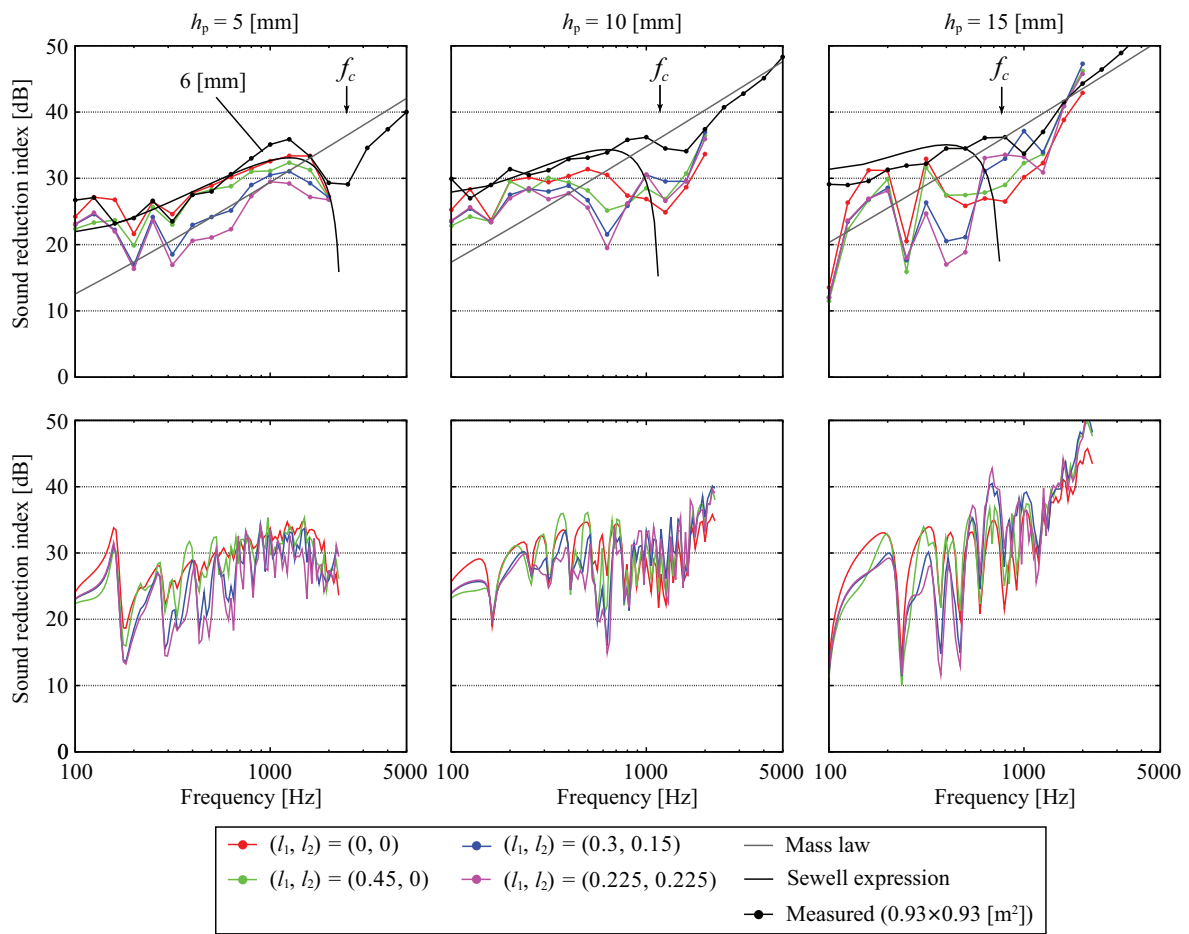 hₚ = 5 [mm]
hₚ = 10 [mm]
hₚ = 15 [mm]
Sound reduction index [dB]
50
40
30
20
10
0
6 [mm]
f_c
f_c
f_c
Sound reduction index [dB]
50
40
30
20
10
0
100
1000
5000
100
1000
5000
100
1000
5000
Frequency [Hz]
Frequency [Hz]
Frequency [Hz]
(l₁, l₂) = (0, 0)
(l₁, l₂) = (0.3, 0.15)
Mass law
(l₁, l₂) = (0.45, 0)
(l₁, l₂) = (0.225, 0.225)
Sewell expression
Measured (0.93×0.93 [m²])